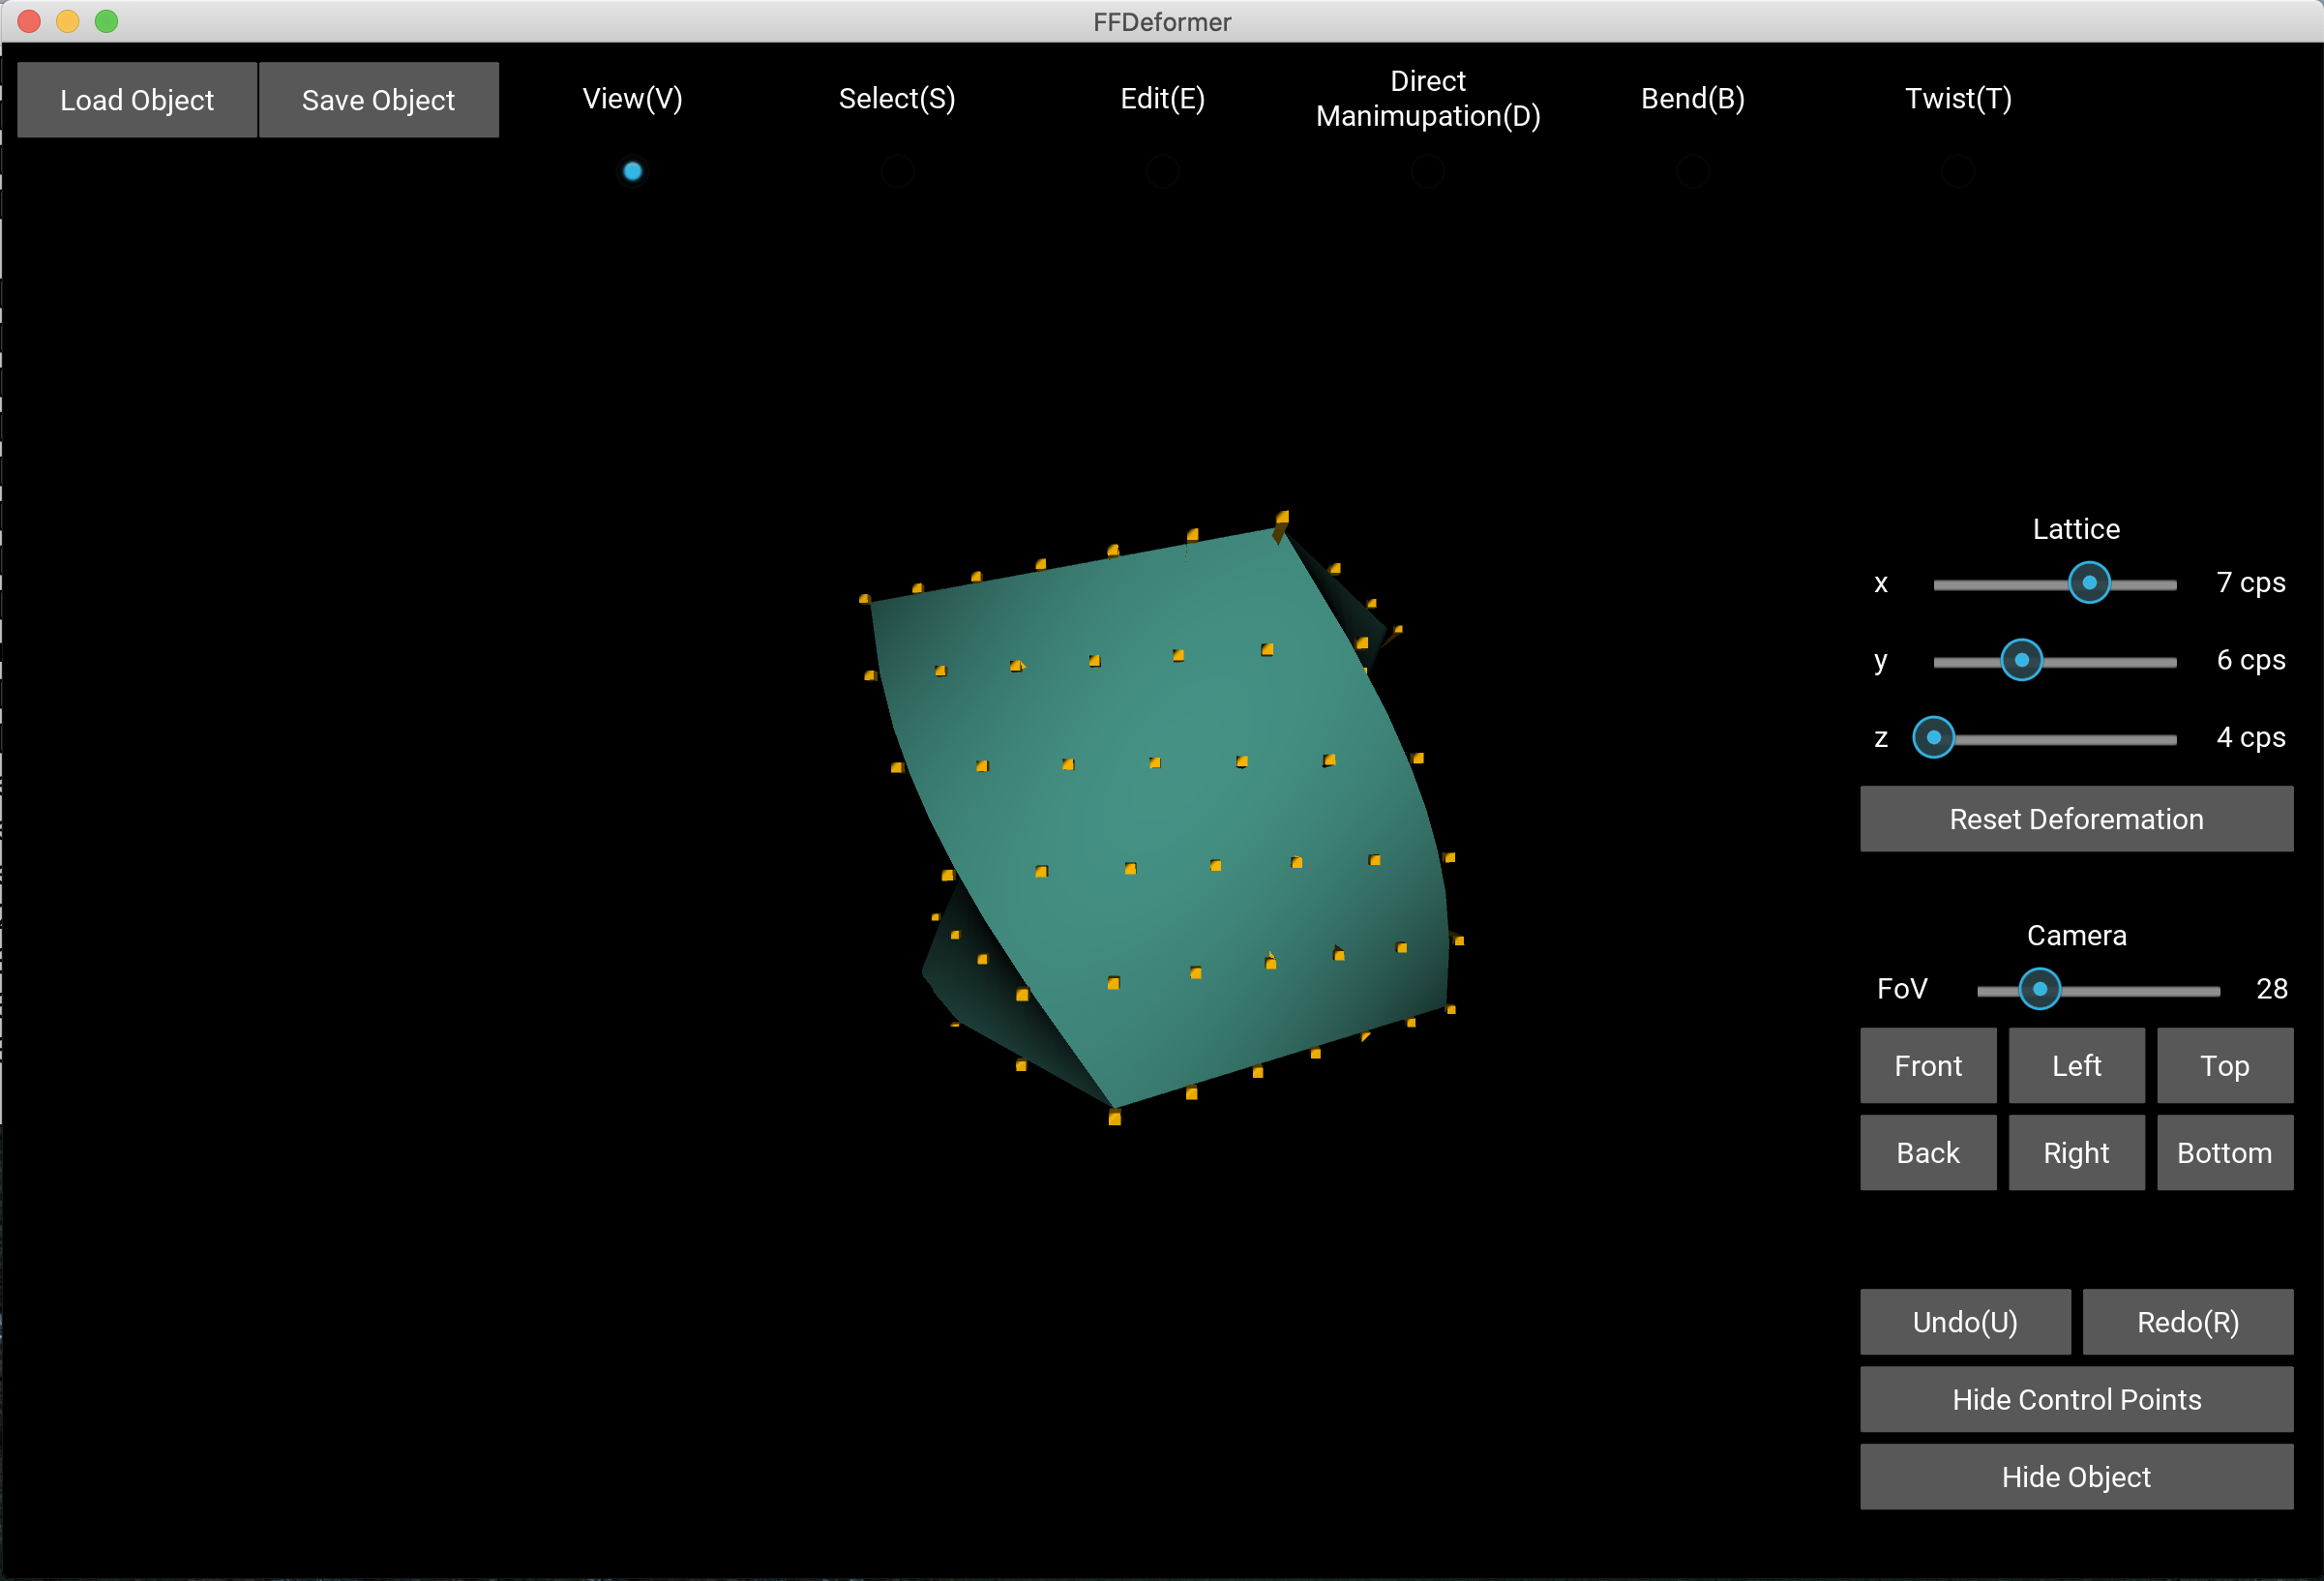 FFDeformer
Load Object
Save Object
View(V)
Select(S)
Edit(E)
Direct
Manimupation(D)
Bend(B)
Twist(T)
Lattice
x
7 cps
y
6 cps
z
4 cps
Reset Deforemation
Camera
FoV
28
Front
Left
Top
Back
Right
Bottom
Undo(U)
Redo(R)
Hide Control Points
Hide Object